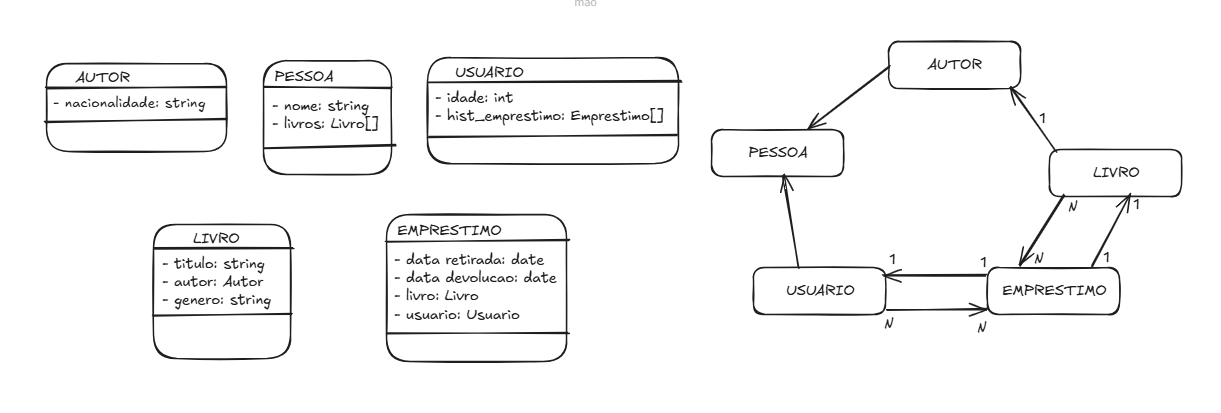 mão
AUTOR
- nacionalidade: string
PESSOA
- nome: string
- livros: Livro[]
USUARIO
- idade: int
- hist_emprestimo: Emprestimo[]
LIVRO
- titulo: string
- autor: Autor
- genero: string
EMPRESTIMO
- data retirada: date
- data devolucao: date
- livro: Livro
- usuario: Usuario
AUTOR
1
PESSOA
LIVRO
N
1
N
1
1
1
USUARIO
EMPRESTIMO
N
N